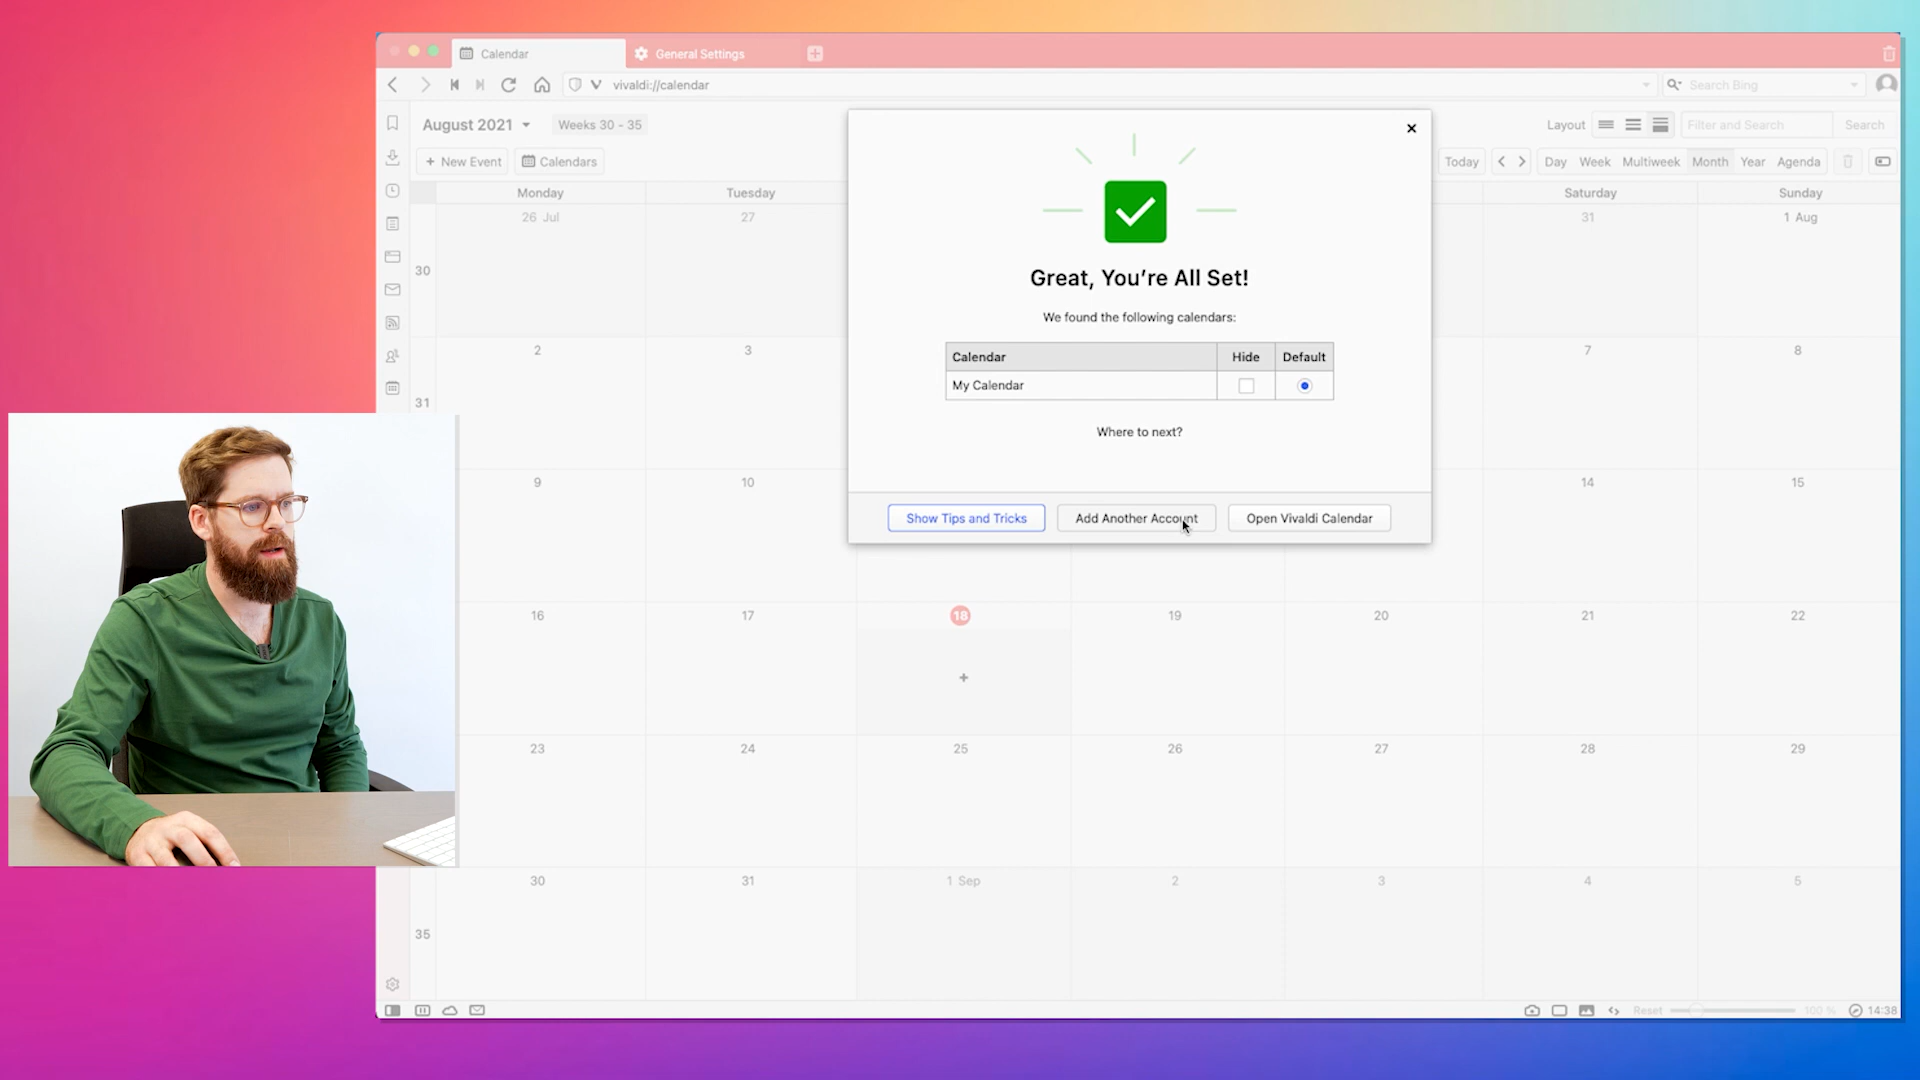 Calendar
General Settings
vivaldi://calendar
Search Bing
August 2021
Weeks 30 - 35
Layout
Filter and Search
Search
New Event
Calendars
Today
Day
Week
Multiweek
Month
Year
Agenda
Monday
Tuesday
Saturday
Sunday
26 Jul
27
31
1 Aug
30
2
3
7
8
31
9
10
14
15
16
17
18
19
20
21
22
+
23
24
25
26
27
28
29
30
31
1 Sep
2
3
4
5
35
Great, You're All Set!
We found the following calendars:
Calendar Hide Default
My Calendar
Where to next?
Show Tips and Tricks
Add Another Account
Open Vivaldi Calendar
Reset
100 %
14:38